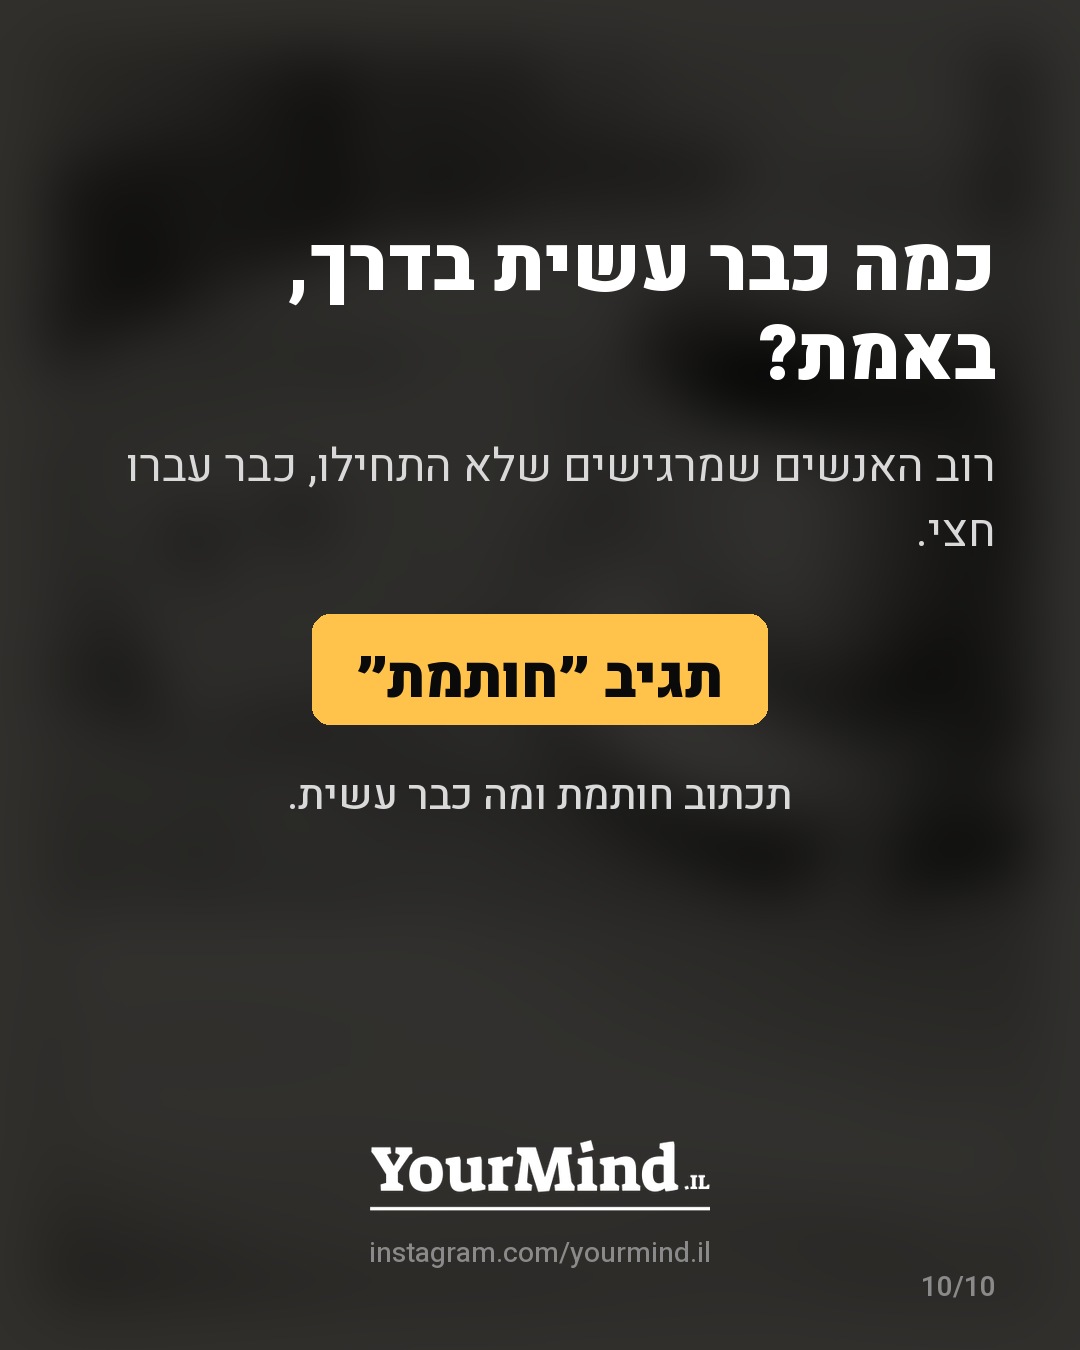 כמה כבר עשית בדרך,
באמת?
רוב האנשים שמרגישים שלא התחילו, כבר עברו
חצי.
תגיב ”חותמת”
תכתוב חותמת ומה כבר עשית.
YourMind.IL
instagram.com/yourmind.il
10/10